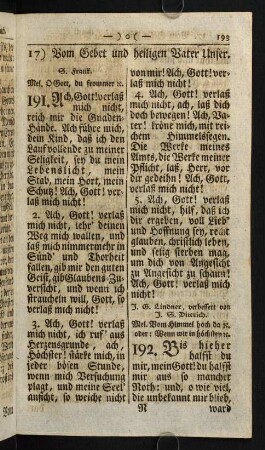 — ) o ( —
193
17) Vom Gebet und heiligen Vater Unser.
S. Frank.
Mel. O Gott, du frommer ꝛc.
191. Ach, Gott! verlaß
mich nicht, reich
mir die Gnaden-
Hände. Ach führe mich,
dein Kind, daß ich den
Lauf vollende zu meiner
Seligkeit, sey du mein
Lebenslicht, mein
Stab, mein Hort, mein
Schutz! Ach, Gott! ver-
laß mich nicht!
2. Ach, Gott! verlaß
mich nicht, lehr' deinen
Weg mich wallen, und
laß mich nimmermehr in
Sünd' und Thorheit
fallen, gib mir den guten
Geist, gib Glaubens Zu-
versicht, und wenn ich
straucheln will, Gott, so
verlaß mich nicht!
3. Ach, Gott! verlaß
mich nicht, ich ruf' aus
Herzensgrunde, ach,
Höchster! stärke mich, in
jeder bösen Stunde,
wenn mich Versuchung
plagt, und meine Seel'
anficht so weiche nicht
von mir! Ach, Gott! ver-
laß mich nicht!
4. Ach, Gott! verlaß
mich nicht, ach, laß dich
doch bewegen! Ach, Va-
ter! kröne mich mit rei-
chem Himmelssegen.
Die Werke meines
Amts, die Werke meiner
Pflicht, laß, Herr, vor
dir gedeihn! Ach, Gott,
verlaß mich nicht!
5. Ach, Gott! verlaß
mich nicht, hilf, daß ich
dir ergeben, voll Lieb'
und Hoffnung sey, recht
glauben, christlich leben,
und selig sterben mag,
um dich von Angesicht
zu Angesicht zu schaun!
Ach, Gott! verlaß mich
nicht!
J. G. Lindner, verbessert von
J. S. Dieterich.
Mel. Vom Himmel hoch da ꝛc.
oder: Wenn wir in höchsten ꝛc.
192. Bis hieher
halfst du
mir, mein Gott! du halfst
mir aus so mancher
Noth: und, o wie viel,
die unbekannt mir blieb,
N
ward